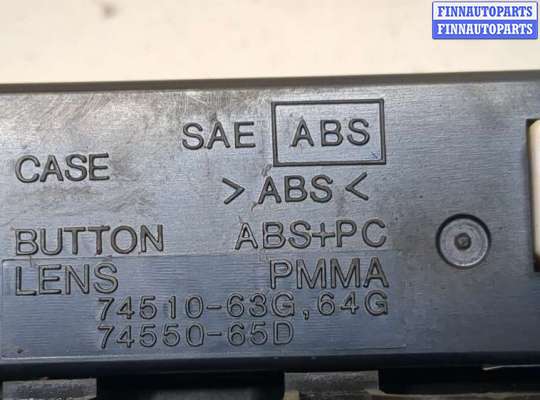 FINNAUTOPARTS
FINNAUTOPARTS
SAE ABS
CASE
>ABS<
BUTTON ABS+PC
LENS PMMA
74510-63G, 64G
74550-65D